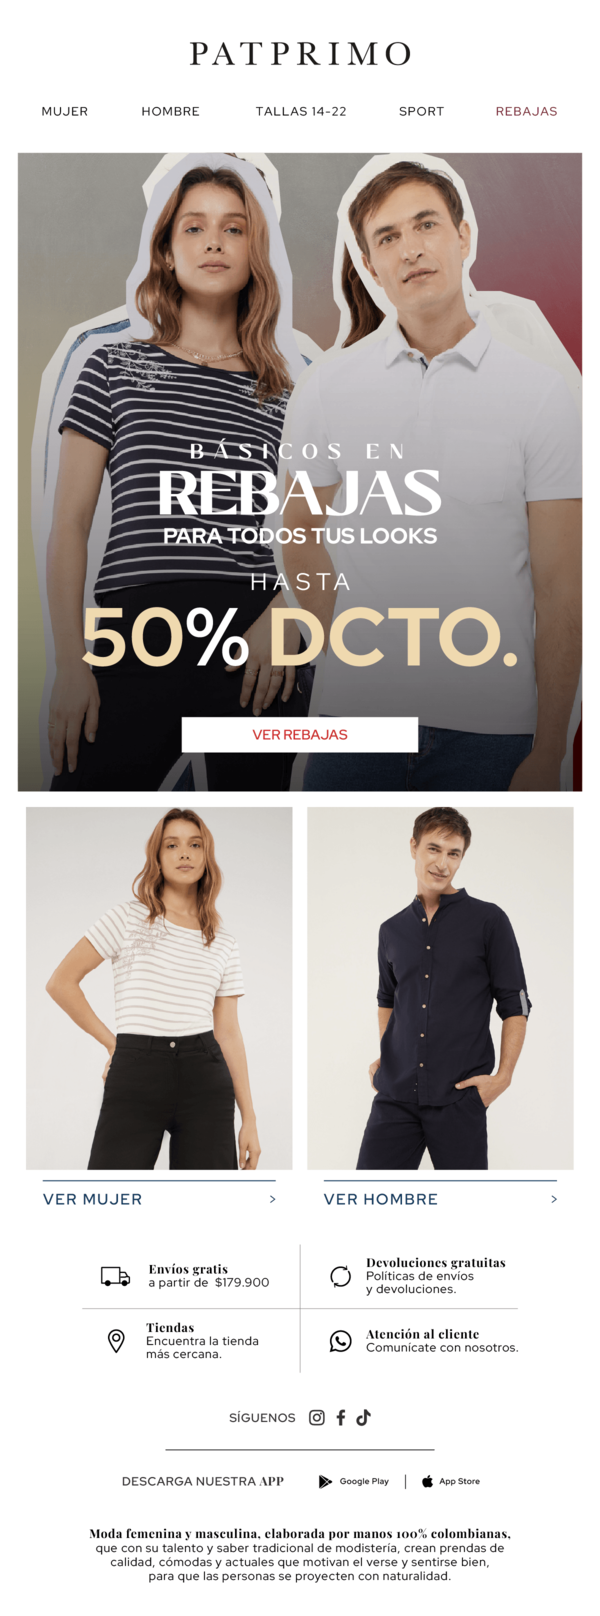 PATPRIMO
MUJER HOMBRE TALLAS 14-22 SPORT REBAJAS
BÁSICOS EN
REBAJAS
PARA TODOS TUS LOOKS
HASTA
50% DCTO.
VER REBAJAS
VER MUJER >
VER HOMBRE >
Envíos gratis
a partir de $179.900
Devoluciones gratuitas
Políticas de envíos
y devoluciones.
Tiendas
Encuentra la tienda
más cercana.
Atención al cliente
Comunícate con nosotros.
SÍGUENOS
DESCARGA NUESTRA APP Google Play | App Store
Moda femenina y masculina, elaborada por manos 100% colombianas,
que con su talento y saber tradicional de modistería, crean prendas de
calidad, cómodas y actuales que motivan el verse y sentirse bien,
para que las personas se proyecten con naturalidad.